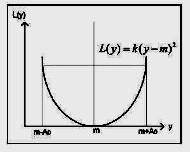 L(y)
L(y) = k(y-m)²
m-Δo m m+Δo y